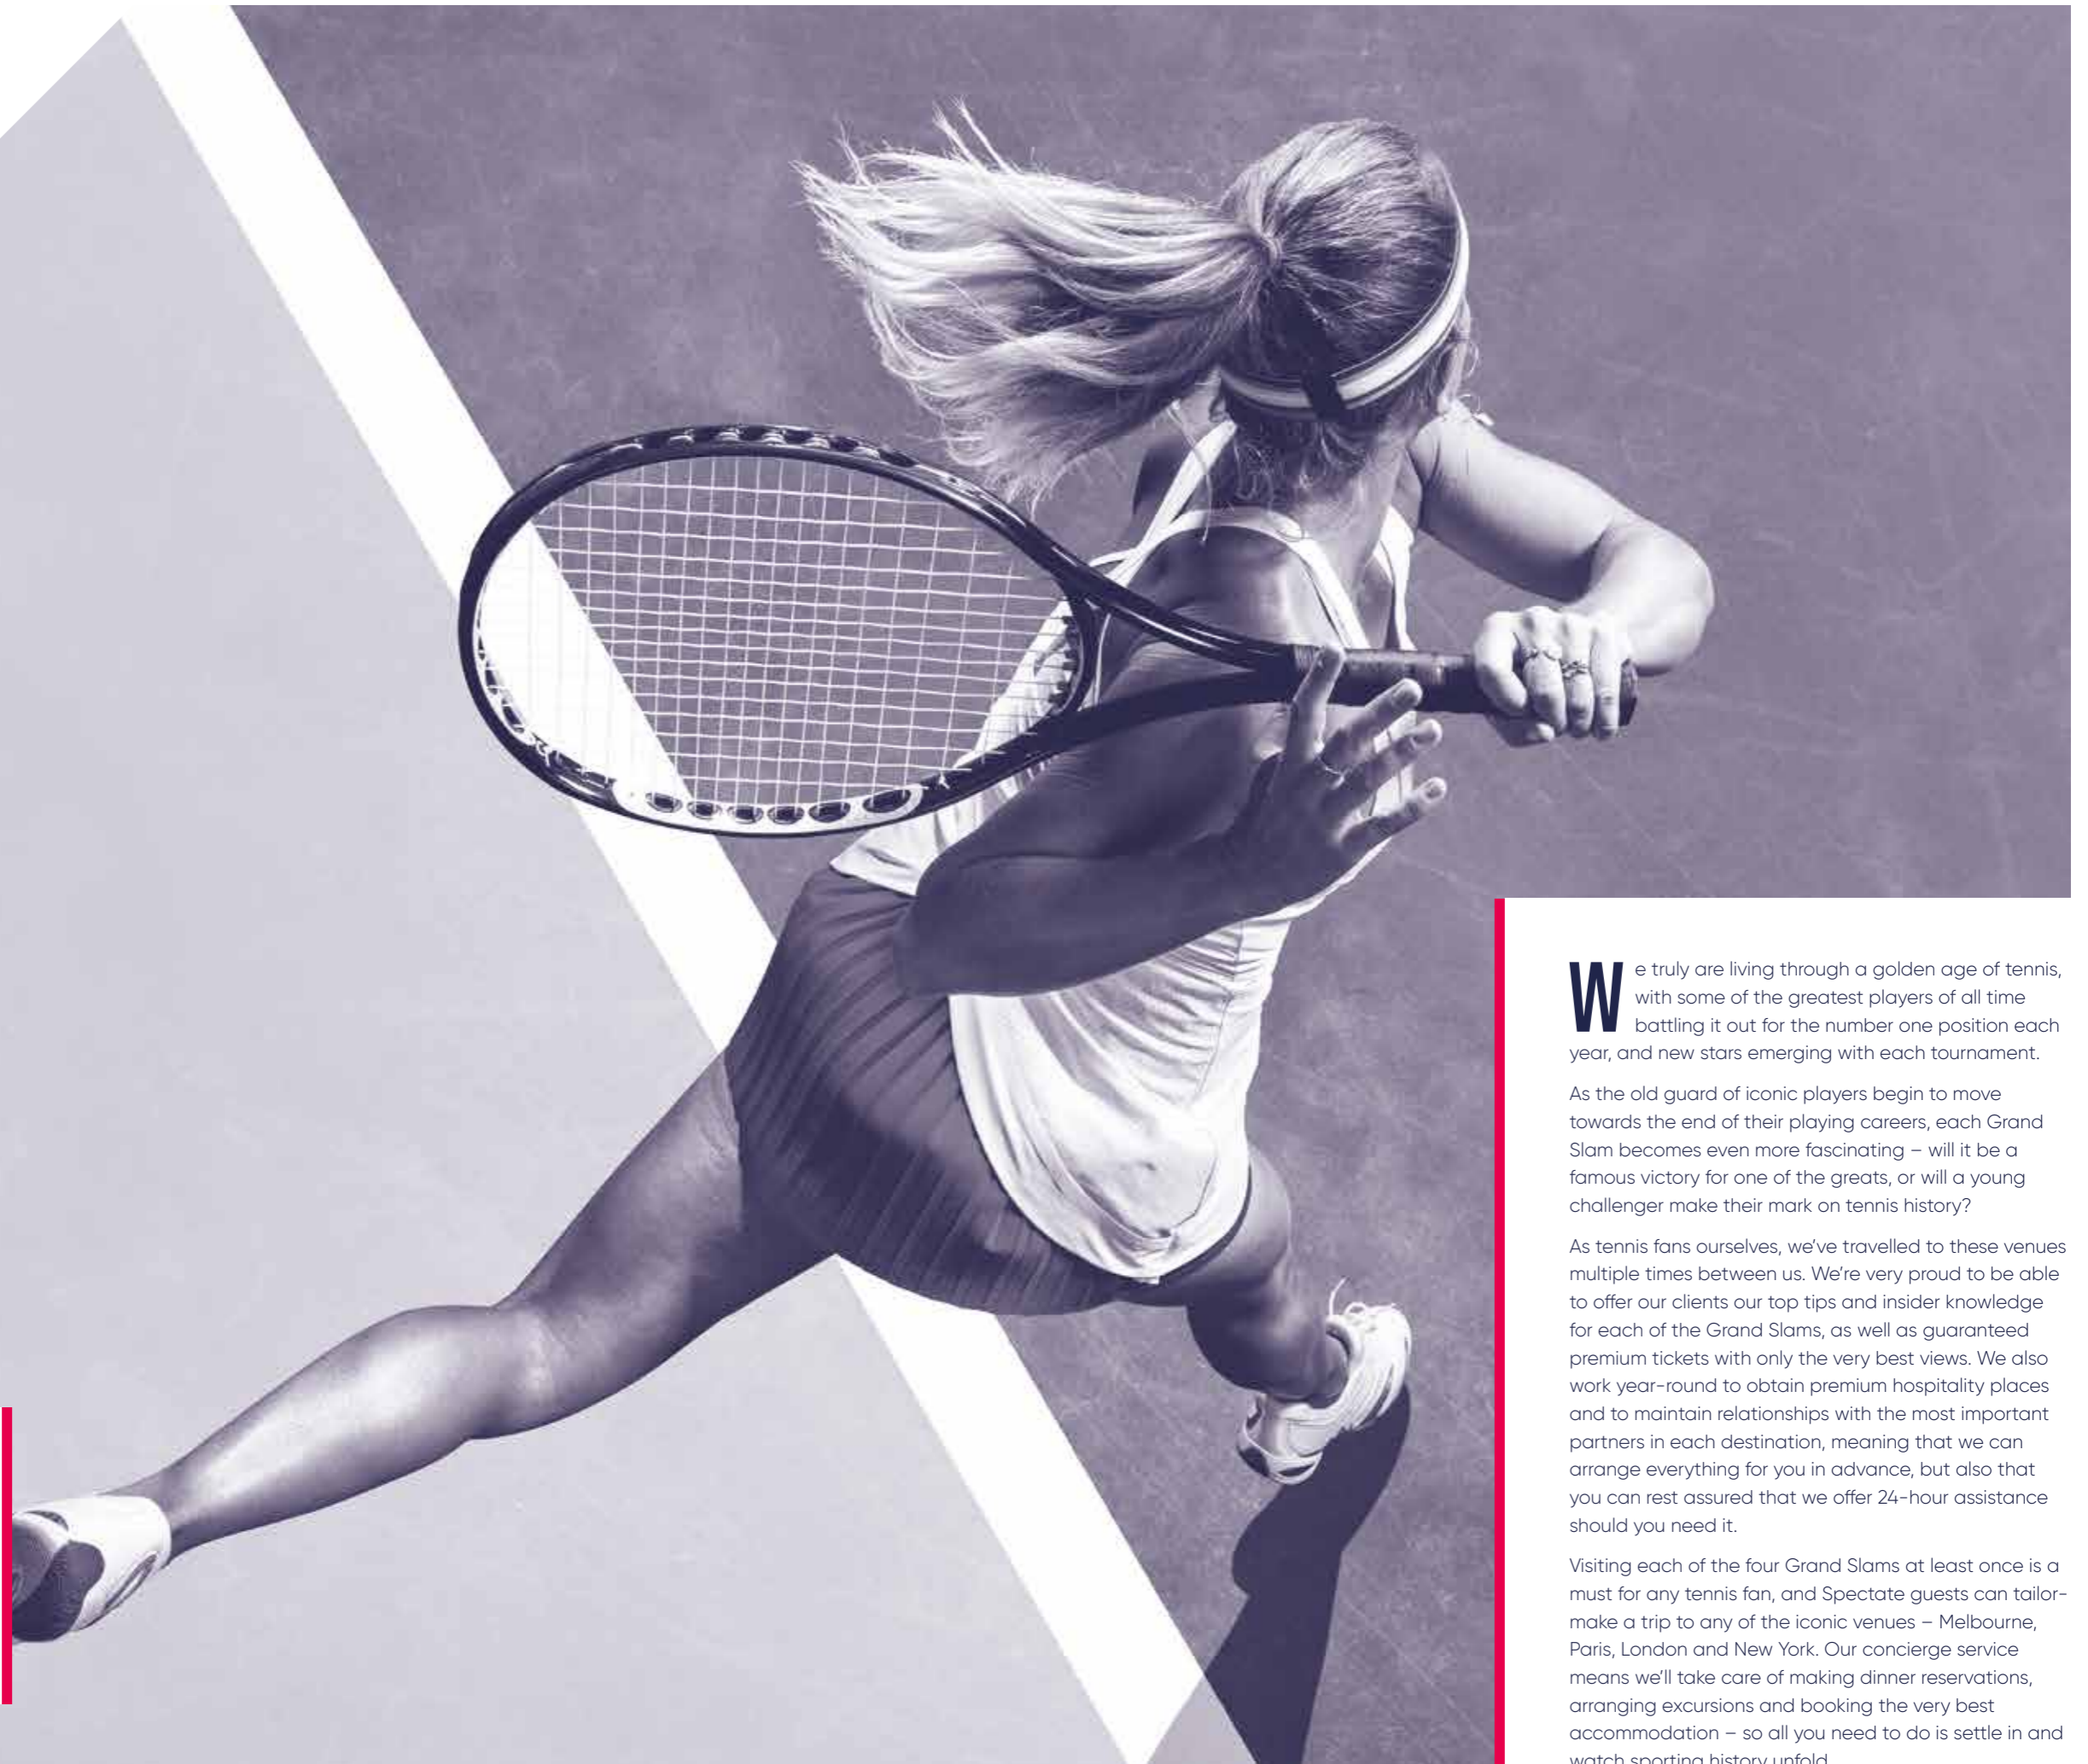 We truly are living through a golden age of tennis,
with some of the greatest players of all time
battling it out for the number one position each
year, and new stars emerging with each tournament.
As the old guard of iconic players begin to move
towards the end of their playing careers, each Grand
Slam becomes even more fascinating – will it be a
famous victory for one of the greats, or will a young
challenger make their mark on tennis history?
As tennis fans ourselves, we've travelled to these venues
multiple times between us. We're very proud to be able
to offer our clients our top tips and insider knowledge
for each of the Grand Slams, as well as guaranteed
premium tickets with only the very best views. We also
work year-round to obtain premium hospitality places
and to maintain relationships with the most important
partners in each destination, meaning that we can
arrange everything for you in advance, but also that
you can rest assured that we offer 24-hour assistance
should you need it.
Visiting each of the four Grand Slams at least once is a
must for any tennis fan, and Spectate guests can tailor-
make a trip to any of the iconic venues – Melbourne,
Paris, London and New York. Our concierge service
means we'll take care of making dinner reservations,
arranging excursions and booking the very best
accommodation – so all you need to do is settle in and
watch sporting history unfold.